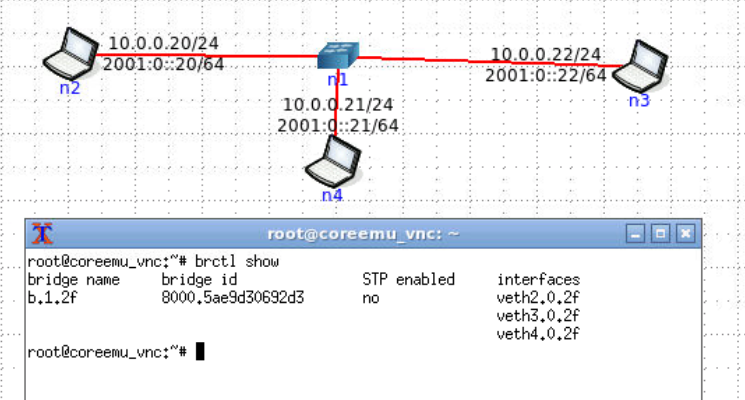 10.0.0.20/24
2001:0::20/64
n2
n1
10.0.0.22/24
2001:0::22/64
n3
10.0.0.21/24
2001:0::21/64
n4
root@coreemu_vnc: ~
root@coreemu_vnc:~# brctl show
bridge name bridge id STP enabled interfaces
b.1.2f 8000.5ae9d30692d3 no veth2.0.2f
veth3.0.2f
veth4.0.2f
root@coreemu_vnc:~#